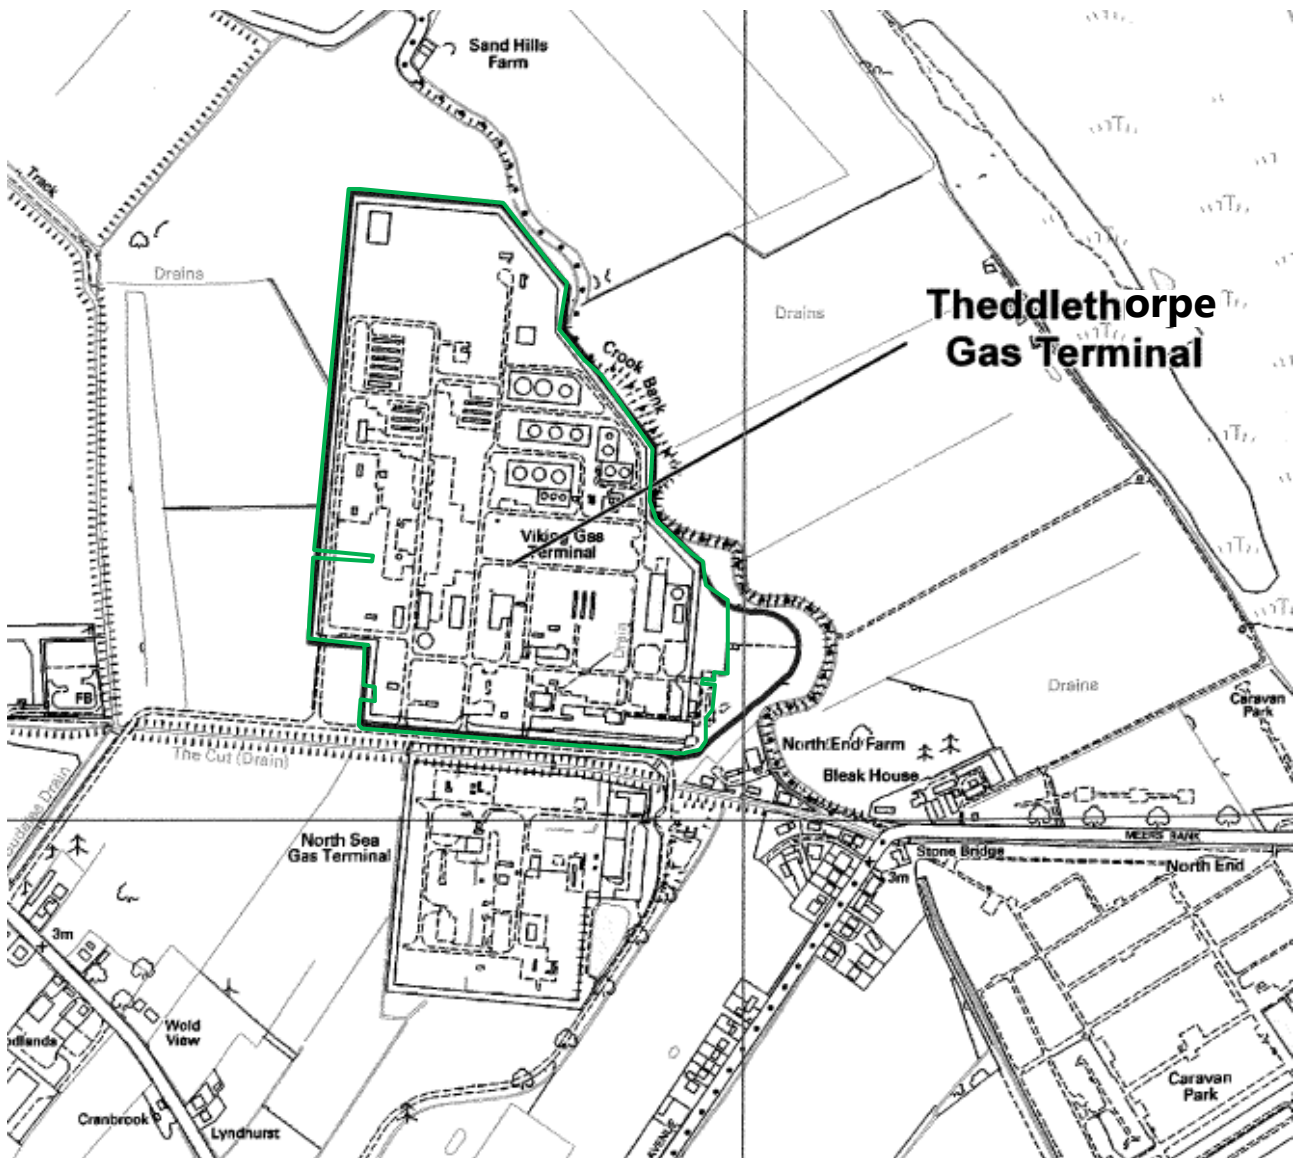 Sand Hills
Farm
Track
Drains
Drains
Theddlethorpe
Gas Terminal
Crook Bank
Viking Gas
Terminal
Drain
Drains
FB
Caravan
Park
North End Farm
The Cut (Drain)
Bleak House
North Sea
Gas Terminal
MEERS BANK
Stone Bridge
North End
3m
3m
Wold
View
Caravan
Park
Cranbrook
Lyndhurst
AVENUE